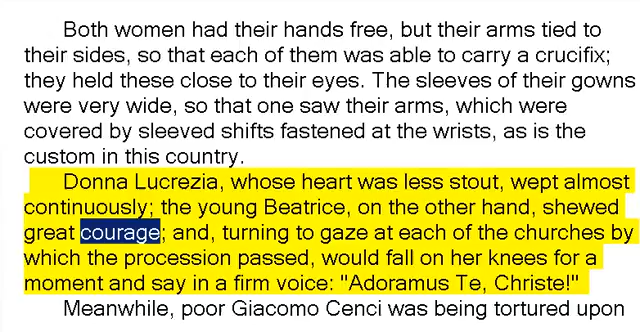 Both women had their hands free, but their arms tied to
their sides, so that each of them was able to carry a crucifix;
they held these close to their eyes. The sleeves of their gowns
were very wide, so that one saw their arms, which were
covered by sleeved shifts fastened at the wrists, as is the
custom in this country.
Donna Lucrezia, whose heart was less stout, wept almost
continuously; the young Beatrice, on the other hand, shewed
great courage; and, turning to gaze at each of the churches by
which the procession passed, would fall on her knees for a
moment and say in a firm voice: "Adoramus Te, Christe!"
Meanwhile, poor Giacomo Cenci was being tortured upon